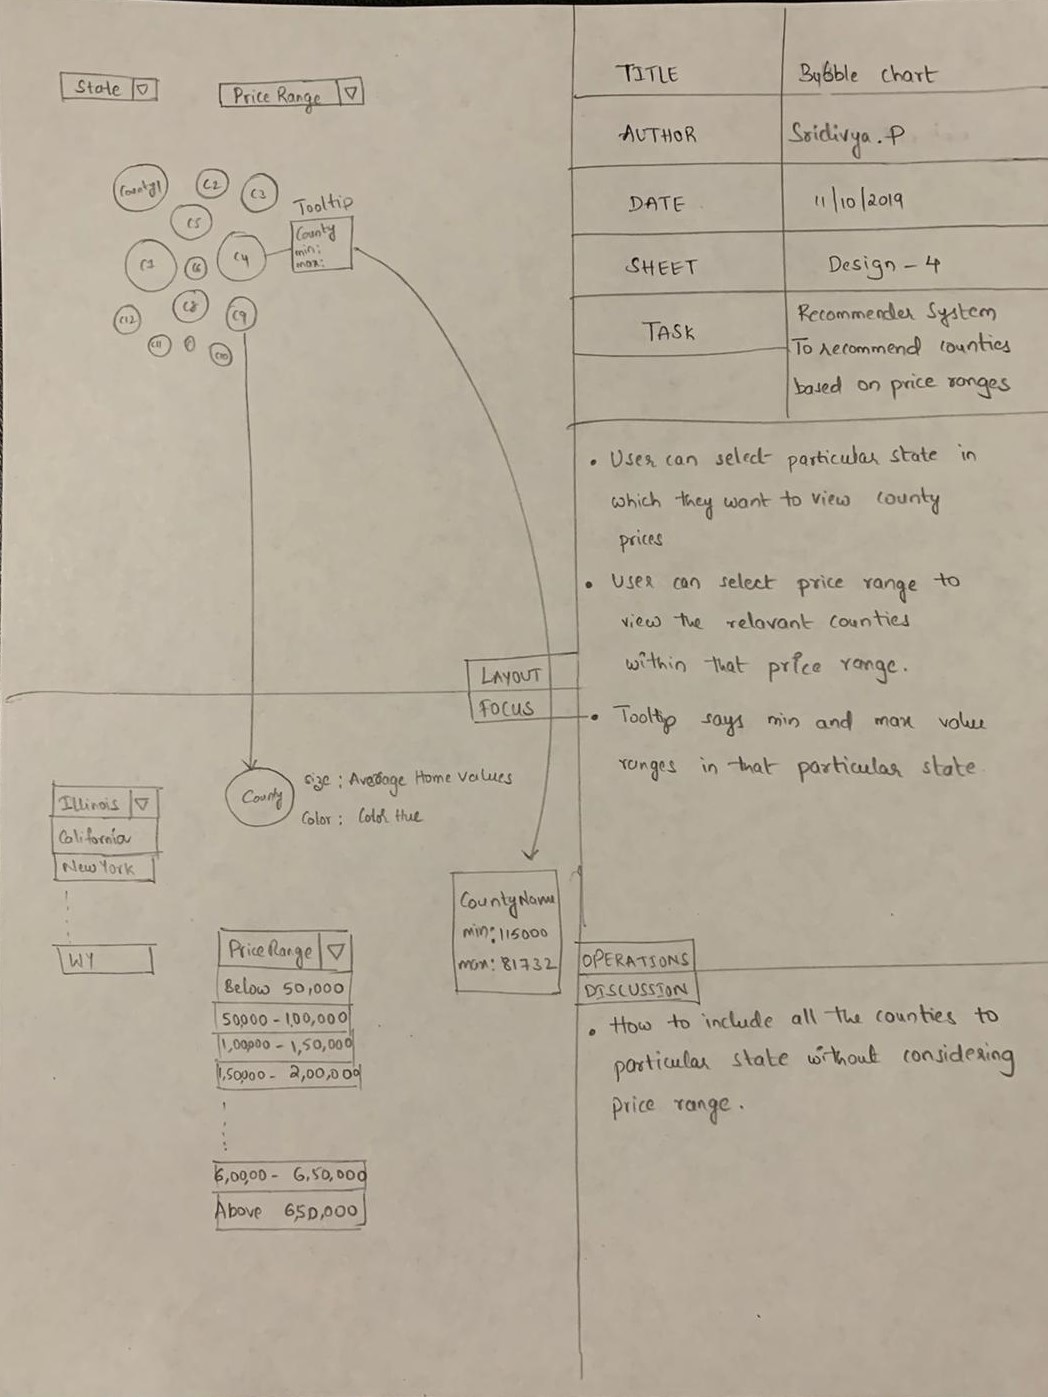 State
Price Range
County1
C2
C3
C5
Tooltip
County
min:
max:
C4
C6
C8
C9
C12
C11
C10
TITLE
Bubble chart
AUTHOR
Sridivya.P
DATE
11/10/2019
SHEET
Design - 4
TASK
Recommender System
To recommend counties
based on price ranges
• User can select particular state in
which they want to view county
prices
• User can select price range to
view the relavant counties
within that price range.
• Tooltip says min and max value
ranges in that particular state
LAYOUT
FOCUS
County
size : Average Home values
Color : Color Hue
Illinois
California
New York
WY
Price Range
Below 50,000
50,000 - 1,00,000
1,00,000 - 1,50,000
1,50,000 - 2,00,000
6,00,00 - 6,50,000
Above 650,000
CountyName
min: 115000
max: 81732
OPERATIONS
DISCUSSION
• How to include all the counties to
particular state without considering
price range.